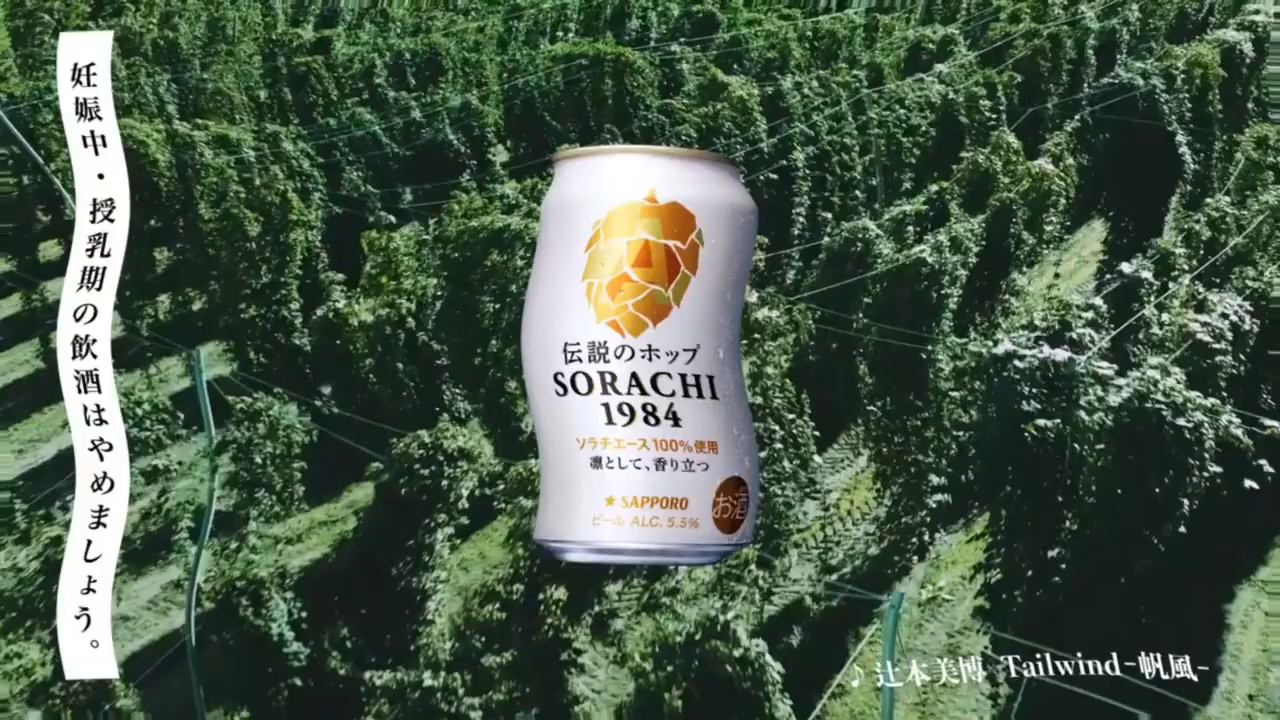 妊娠中・授乳期の飲酒はやめましょう。
伝説のホップ
SORACHI
1984
ソラチエース100%使用
凛として、香り立つ
★ SAPPORO
ビール ALC. 5.5%
お酒
♪ 辻本美博 -Tailwind-帆風-